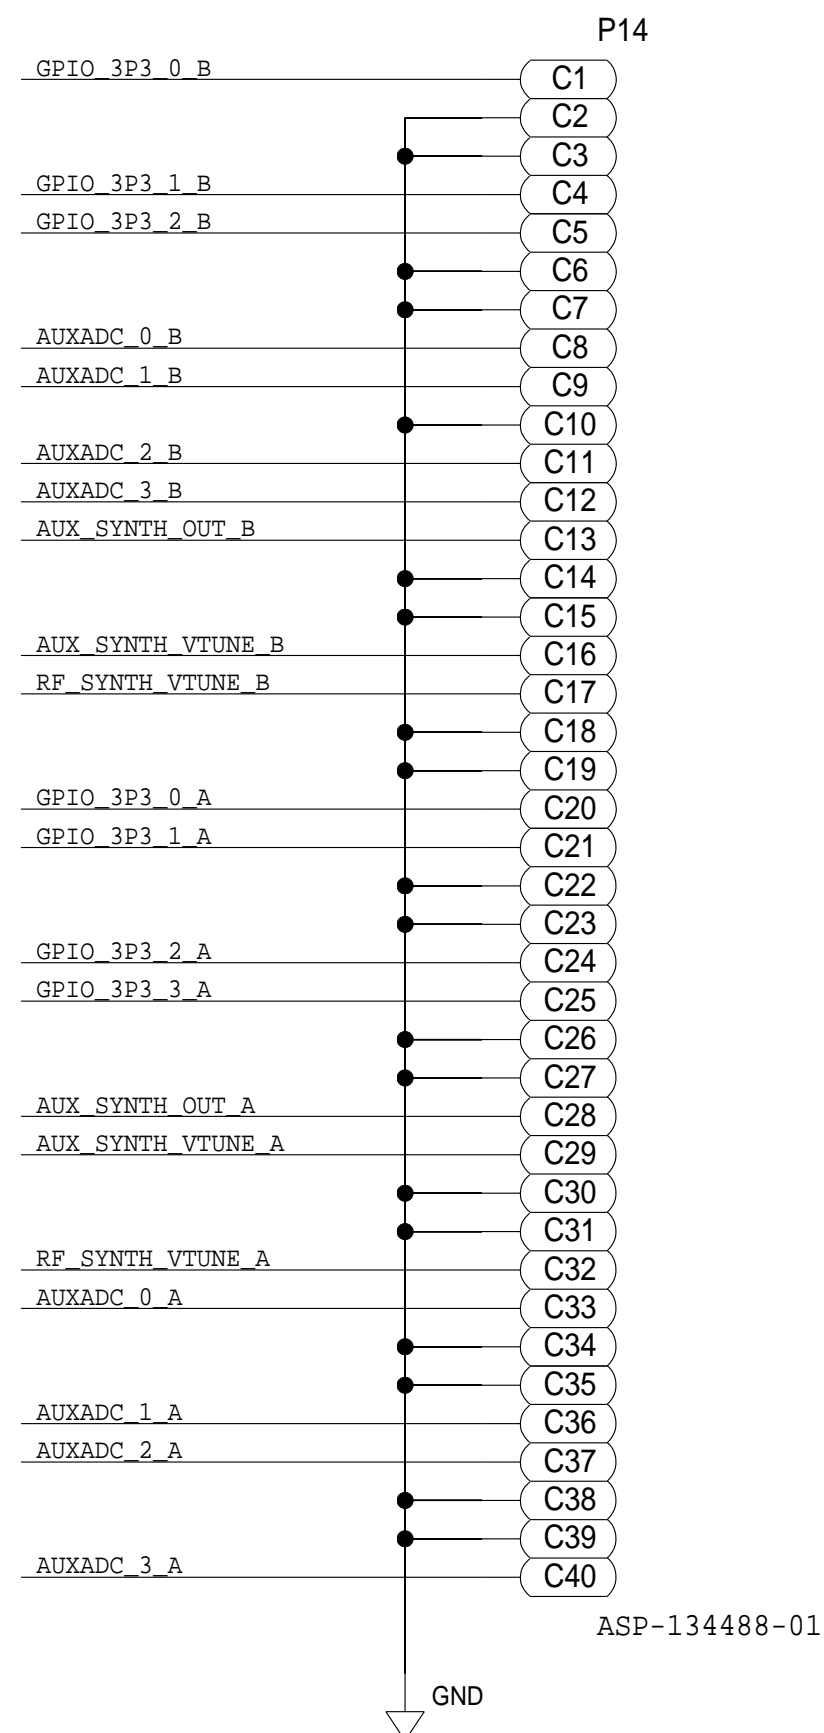 P14
GPIO_3P3_0_B C1
C2
C3
GPIO_3P3_1_B C4
GPIO_3P3_2_B C5
C6
C7
AUXADC_0_B C8
AUXADC_1_B C9
C10
AUXADC_2_B C11
AUXADC_3_B C12
AUX_SYNTH_OUT_B C13
C14
C15
AUX_SYNTH_VTUNE_B C16
RF_SYNTH_VTUNE_B C17
C18
C19
GPIO_3P3_0_A C20
GPIO_3P3_1_A C21
C22
C23
GPIO_3P3_2_A C24
GPIO_3P3_3_A C25
C26
C27
AUX_SYNTH_OUT_A C28
AUX_SYNTH_VTUNE_A C29
C30
C31
RF_SYNTH_VTUNE_A C32
AUXADC_0_A C33
C34
C35
AUXADC_1_A C36
AUXADC_2_A C37
C38
C39
AUXADC_3_A C40
ASP-134488-01
GND